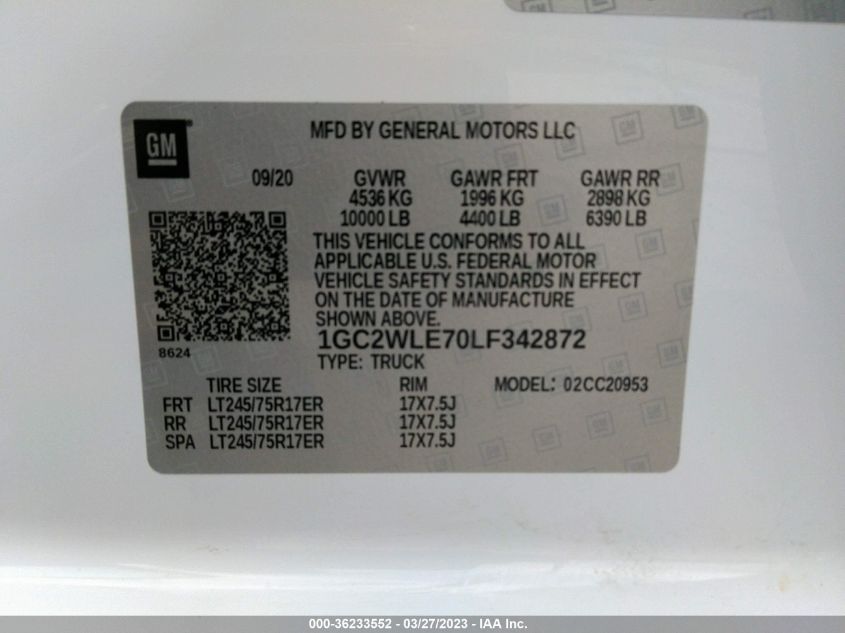 GM
MFD BY GENERAL MOTORS LLC
09/20 GVWR GAWR FRT GAWR RR
4536 KG 1996 KG 2898 KG
10000 LB 4400 LB 6390 LB
THIS VEHICLE CONFORMS TO ALL
APPLICABLE U.S. FEDERAL MOTOR
VEHICLE SAFETY STANDARDS IN EFFECT
ON THE DATE OF MANUFACTURE
SHOWN ABOVE.
8624
1GC2WLE70LF342872
TYPE: TRUCK
TIRE SIZE RIM MODEL: 02CC20953
FRT LT245/75R17ER 17X7.5J
RR LT245/75R17ER 17X7.5J
SPA LT245/75R17ER 17X7.5J
000-36233552 — 03/27/2023 — IAA Inc.